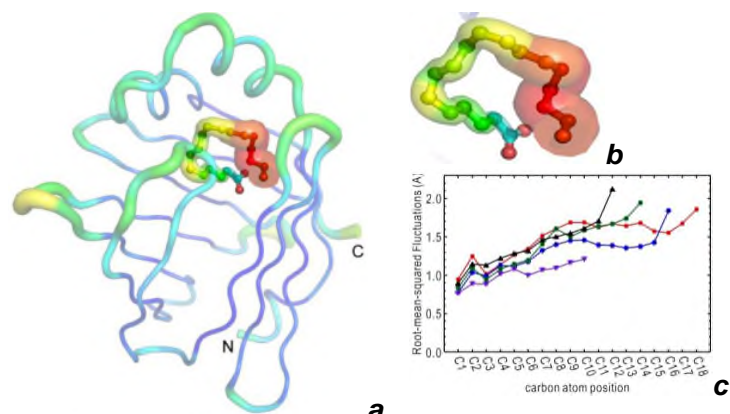 C
N
a
b
Root-mean-squared Fluctuations (A)
2.0
1.5
1.0
0.5
0.0
C1 C2 C3 C4 C5 C6 C7 C8 C9 C10 C11 C12 C13 C14 C15 C16 C17 C18
carbon atom position
c